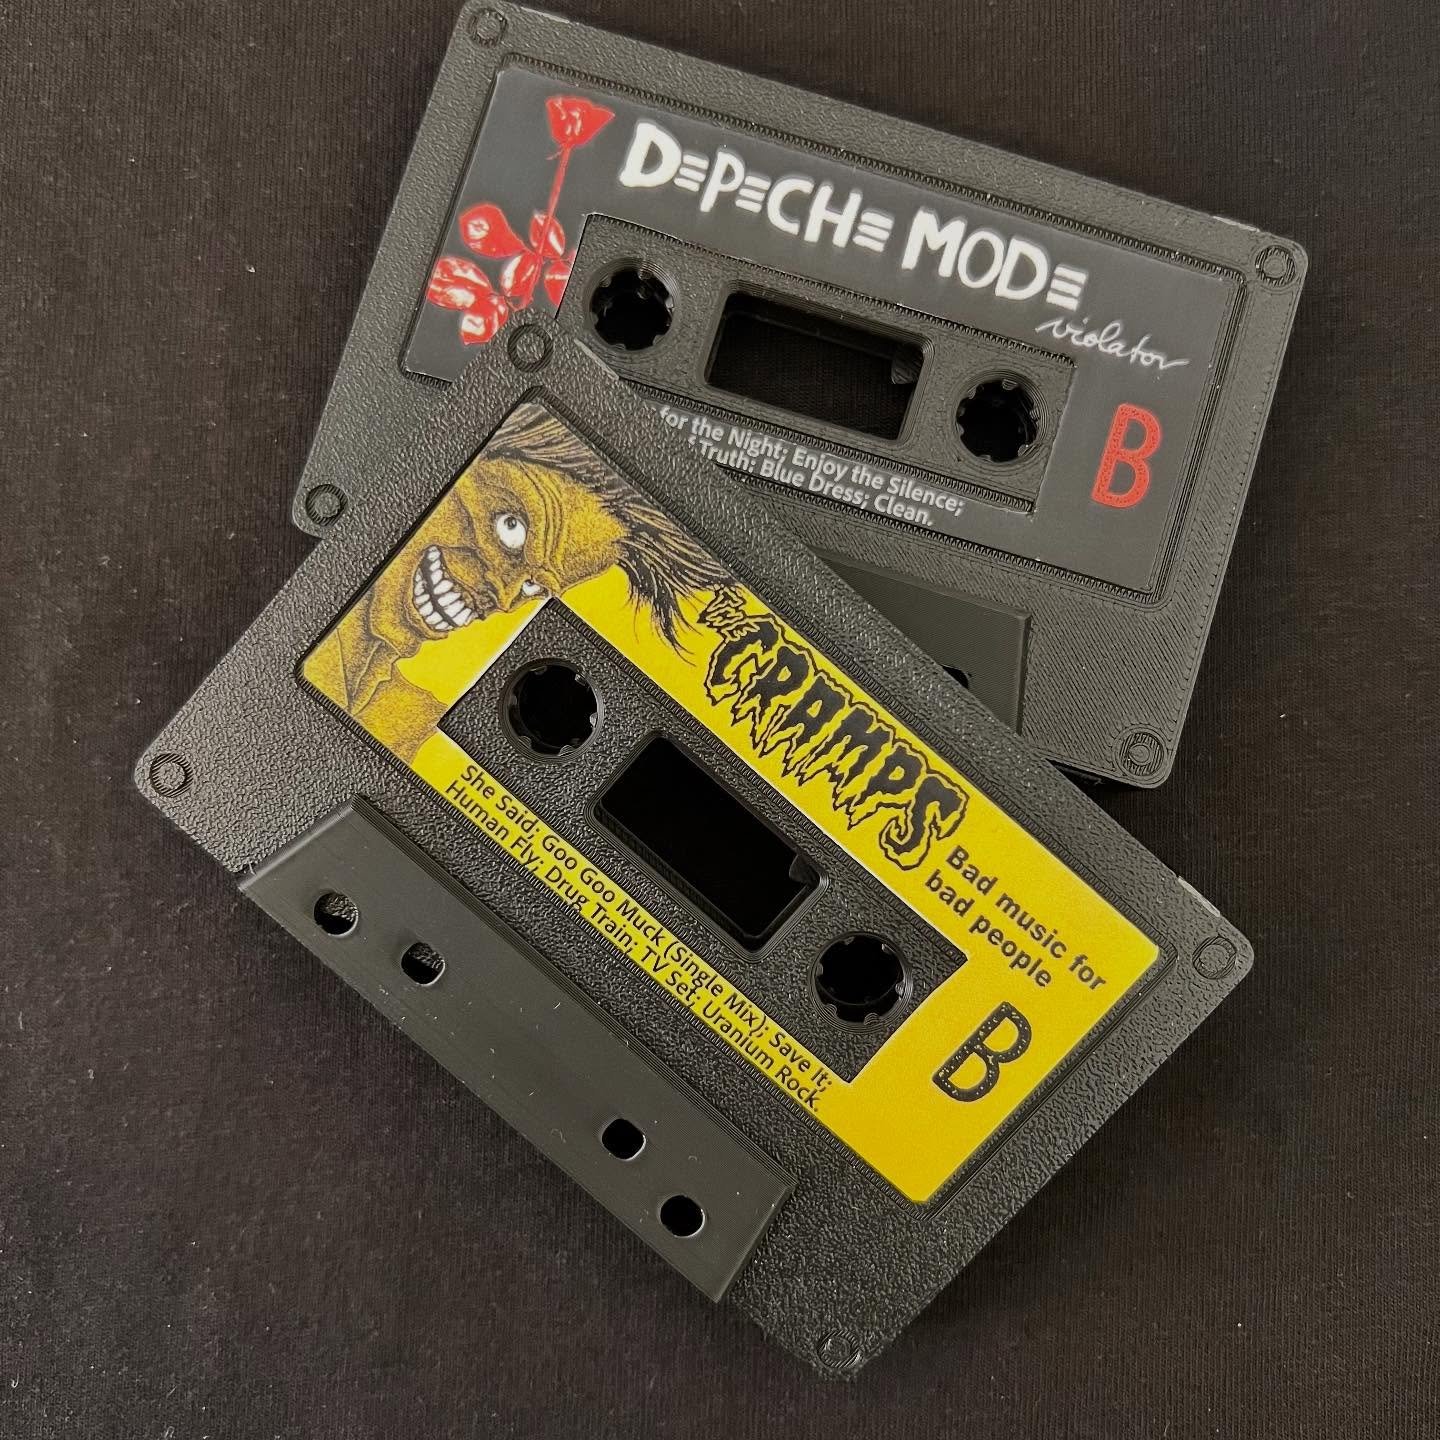 DEPECHE MODE
violator
B
for the Night; Enjoy the Silence;
Truth; Blue Dress; Clean.
THE
CRAMPS
Bad music for
bad people
B
She Said; Goo Goo Muck (Single Mix); Save It;
Human Fly; Drug Train; TV Set; Uranium Rock.